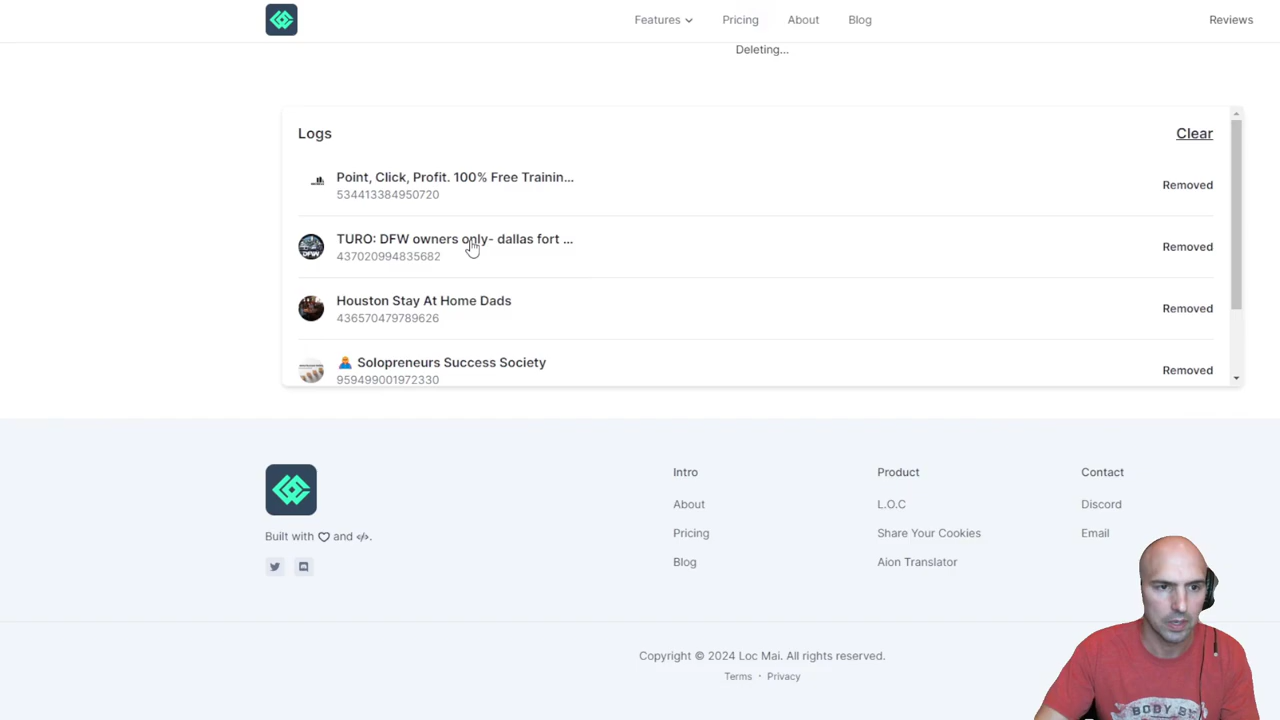 Features
Pricing
About
Blog
Reviews
Deleting...
Logs
Clear
Point, Click, Profit. 100% Free Trainin...
534413384950720
Removed
TURO: DFW owners only- dallas fort ...
437020994835682
Removed
Houston Stay At Home Dads
436570479789626
Removed
Solopreneurs Success Society
959499001972330
Removed
Built with and </>.
Intro
About
Pricing
Blog
Product
L.O.C
Share Your Cookies
Aion Translator
Contact
Discord
Email
Copyright © 2024 Loc Mai. All rights reserved.
Terms · Privacy
DFW
BODY B